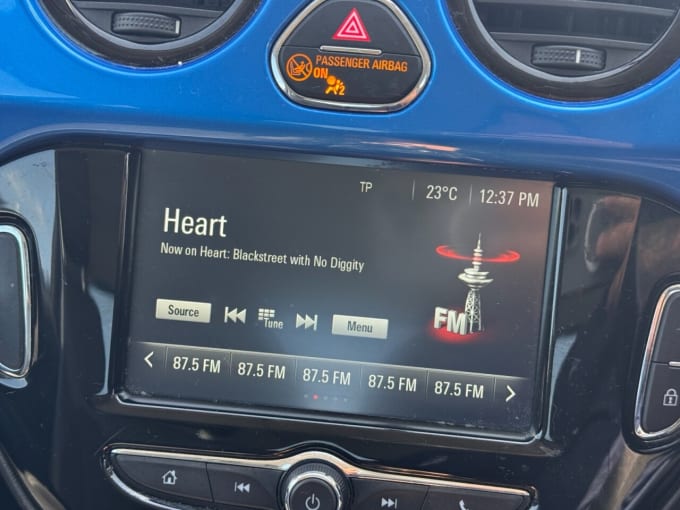 PASSENGER AIRBAG
ON 2
TP 23°C 12:37 PM
Heart
Now on Heart: Blackstreet with No Diggity
FM
Source Tune Menu
87.5 FM 87.5 FM 87.5 FM 87.5 FM 87.5 FM